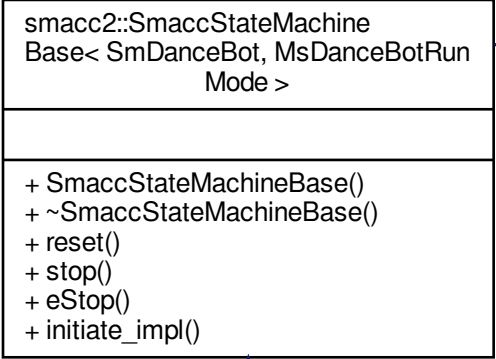 smacc2::SmaccStateMachine
Base< SmDanceBot, MsDanceBotRun
Mode >
+ SmaccStateMachineBase()
+ ~SmaccStateMachineBase()
+ reset()
+ stop()
+ eStop()
+ initiate_impl()